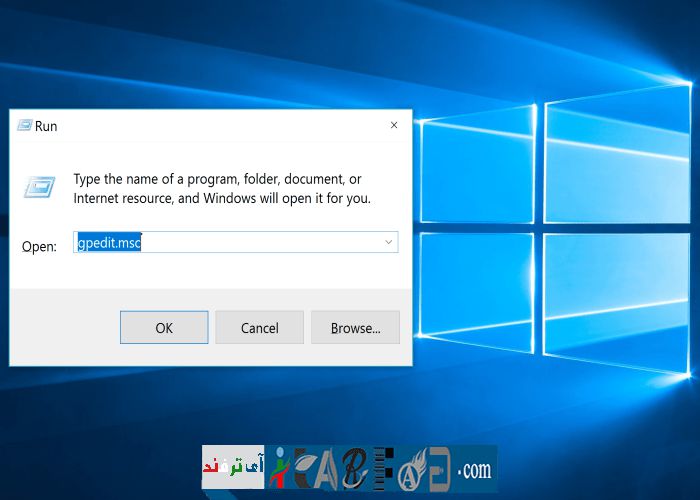 Run
Type the name of a program, folder, document, or
Internet resource, and Windows will open it for you.
Open: gpedit.msc
OK Cancel Browse...
آی ترفند
.com